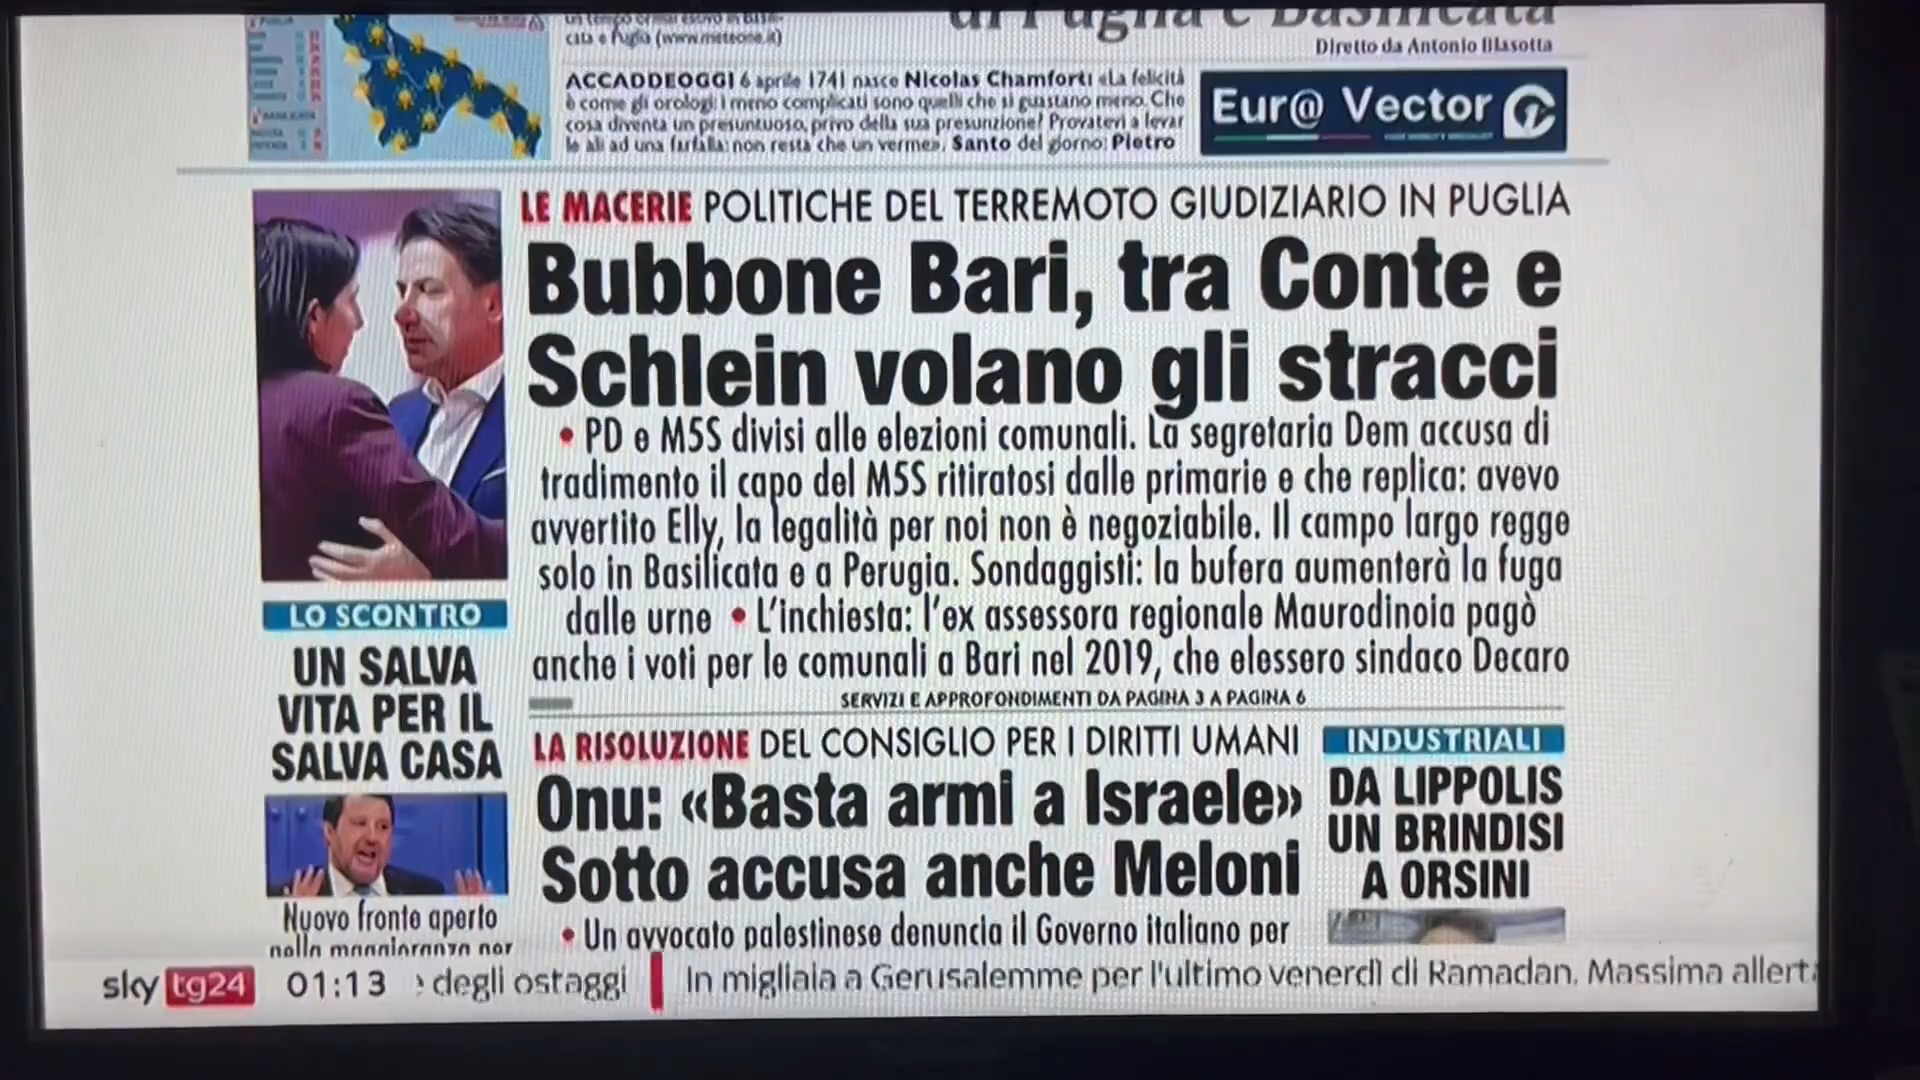 di Puglia e Basilicata
Diretto da Antonio Blasotta
cata e Puglia (www.meteone.it)
ACCADDEOGGI 6 aprile 1741 nasce Nicolas Chamfort: «La felicità
è come gli orologi: i meno complicati sono quelli che si guastano meno. Che
cosa diventa un presuntuoso, privo della sua presunzione? Provatevi a levar
le ali ad una farfalla: non resta che un verme». Santo del giorno: Pietro
Eur@ Vector
LE MACERIE POLITICHE DEL TERREMOTO GIUDIZIARIO IN PUGLIA
Bubbone Bari, tra Conte e
Schlein volano gli stracci
• PD e M5S divisi alle elezioni comunali. La segretaria Dem accusa di
tradimento il capo del M5S ritiratosi dalle primarie e che replica: avevo
avvertito Elly, la legalità per noi non è negoziabile. Il campo largo regge
solo in Basilicata e a Perugia. Sondaggisti: la bufera aumenterà la fuga
dalle urne • L'inchiesta: l'ex assessora regionale Maurodinoia pagò
anche i voti per le comunali a Bari nel 2019, che elessero sindaco Decaro
SERVIZI E APPROFONDIMENTI DA PAGINA 3 A PAGINA 6
LO SCONTRO
UN SALVA
VITA PER IL
SALVA CASA
Nuovo fronte aperto
nella maggioranza per
LA RISOLUZIONE DEL CONSIGLIO PER I DIRITTI UMANI
Onu: «Basta armi a Israele»
Sotto accusa anche Meloni
• Un avvocato palestinese denuncia il Governo italiano per
INDUSTRIALI
DA LIPPOLIS
UN BRINDISI
A ORSINI
sky tg24 01:13 degli ostaggi In migliaia a Gerusalemme per l'ultimo venerdì di Ramadan. Massima allert